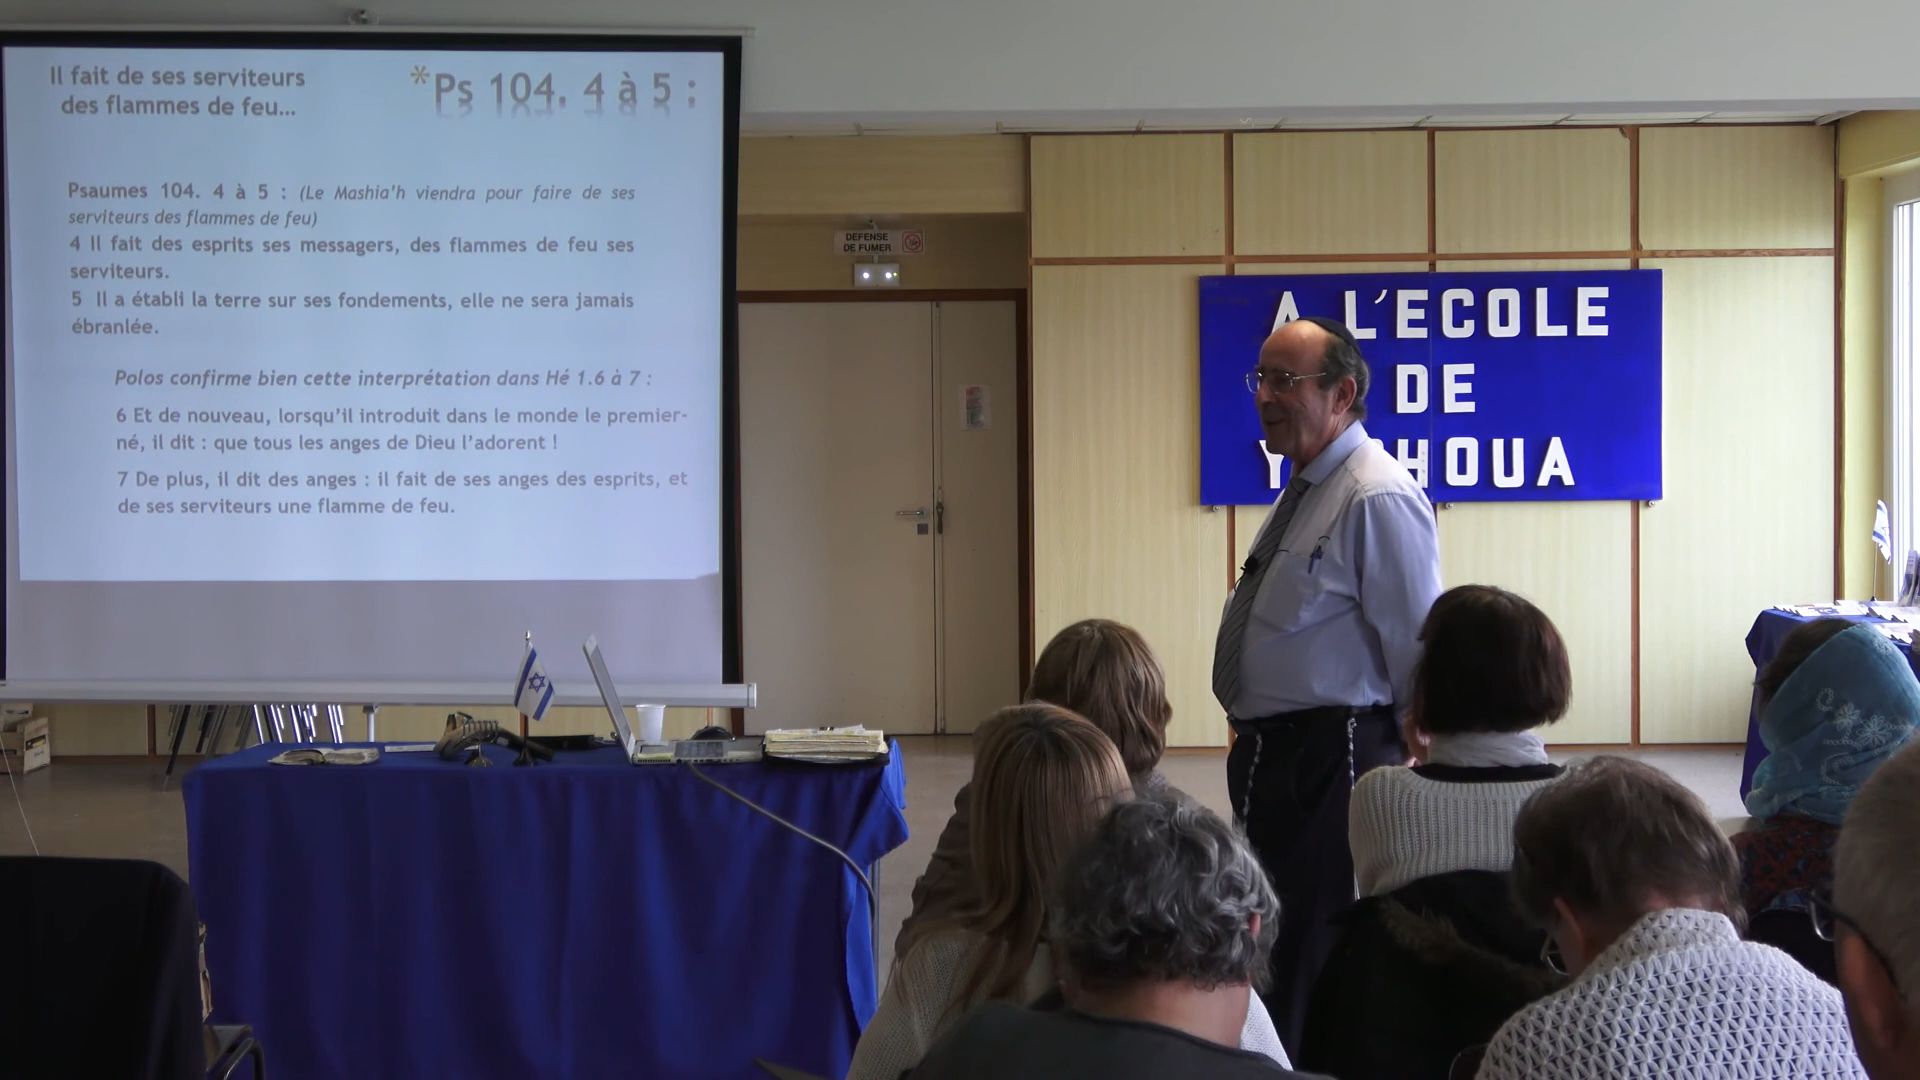 Il fait de ses serviteurs
des flammes de feu...
*Ps 104. 4 à 5 :
Psaumes 104. 4 à 5 : (Le Mashia'h viendra pour faire de ses
serviteurs des flammes de feu)
4 Il fait des esprits ses messagers, des flammes de feu ses
serviteurs.
5 Il a établi la terre sur ses fondements, elle ne sera jamais
ébranlée.
Polos confirme bien cette interprétation dans Hé 1.6 à 7 :
6 Et de nouveau, lorsqu'il introduit dans le monde le premier-
né, il dit : que tous les anges de Dieu l'adorent !
7 De plus, il dit des anges : il fait de ses anges des esprits, et
de ses serviteurs une flamme de feu.
DEFENSE
DE FUMER
A L'ECOLE
DE